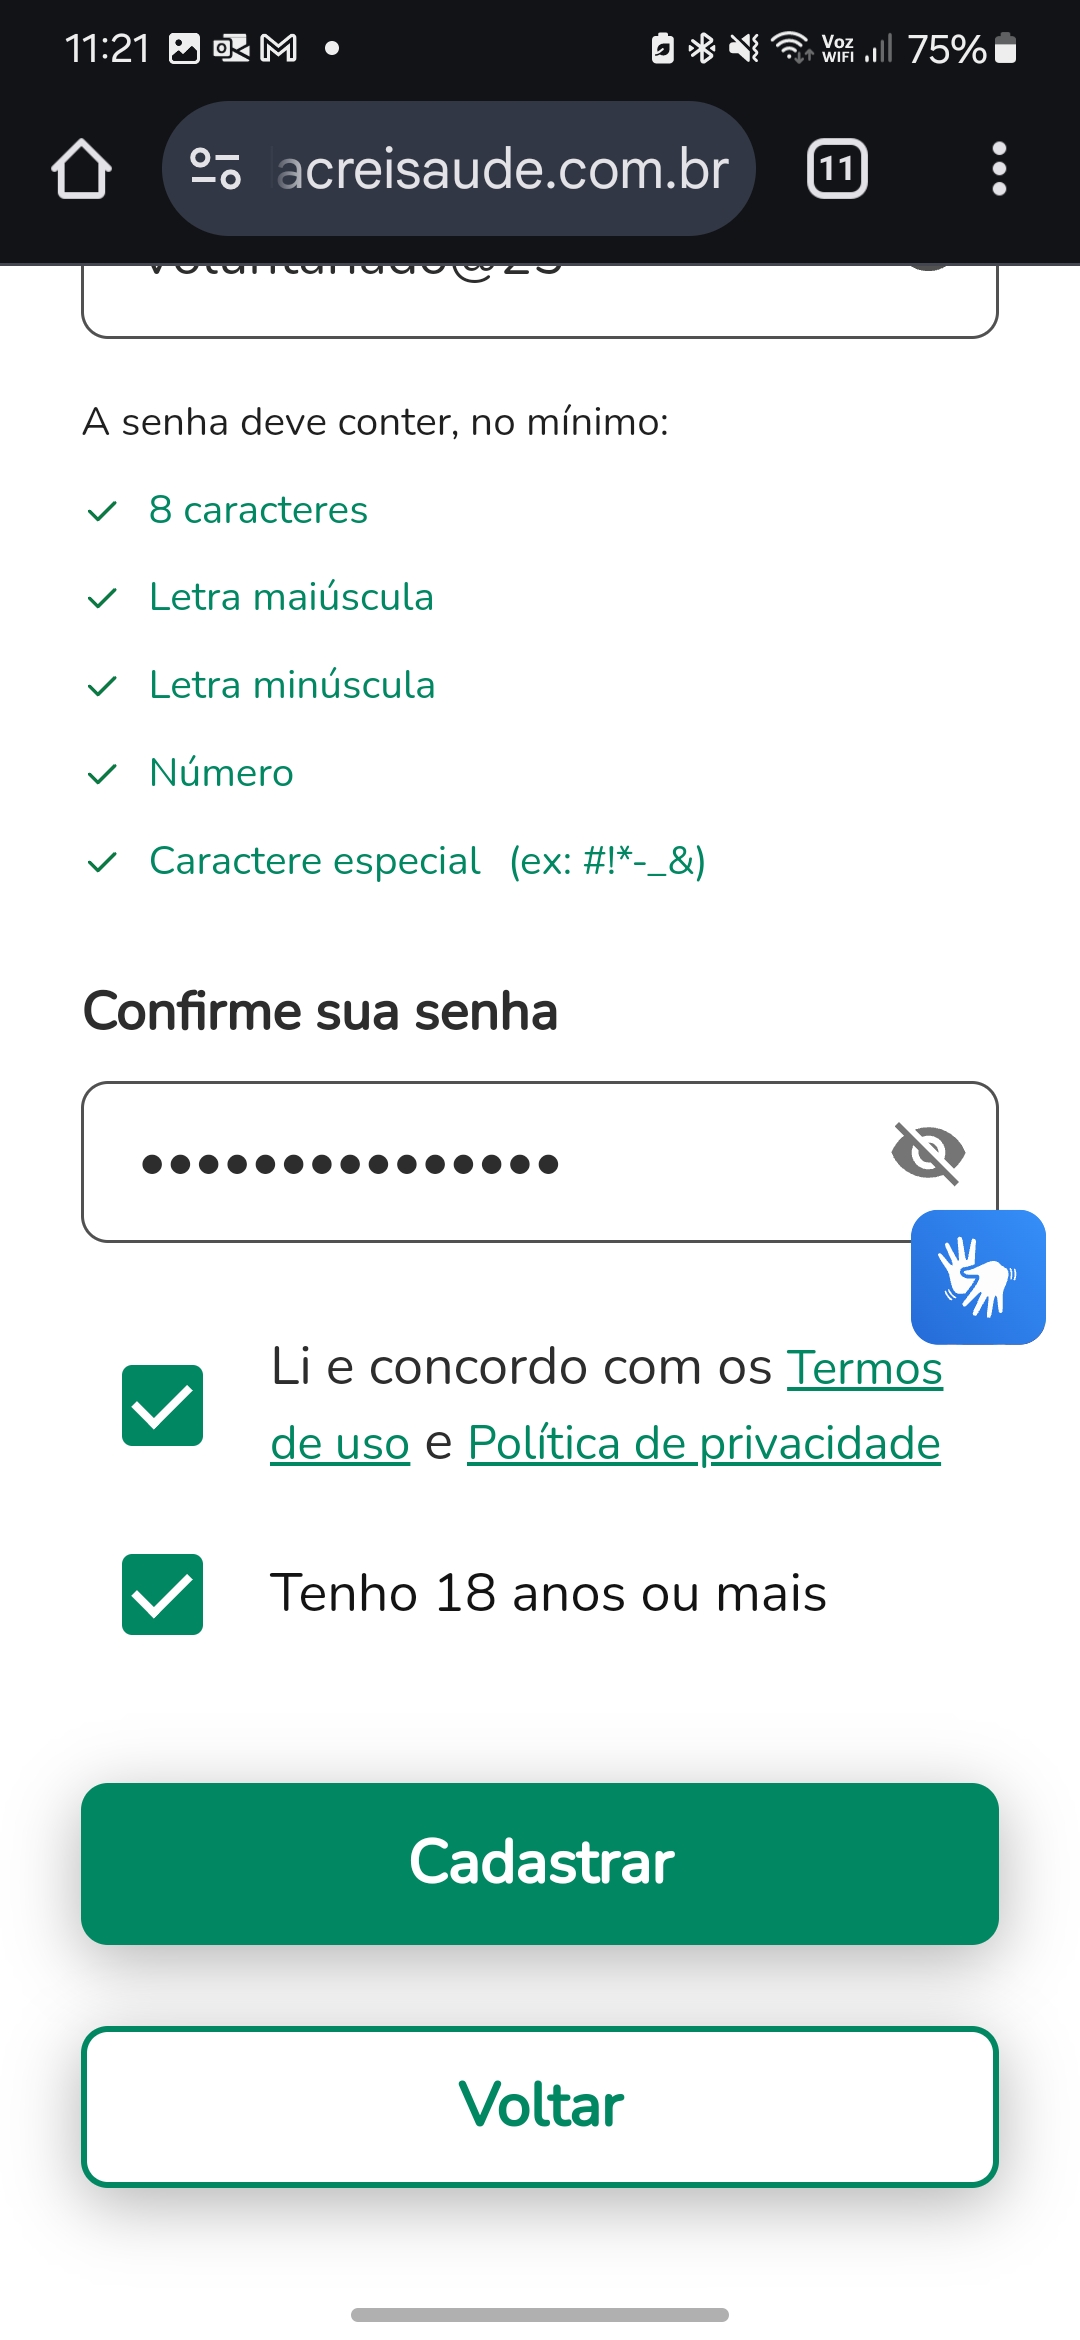 11:21
Voz
WIFI
75%
acreisaude.com.br
11
A senha deve conter, no mínimo:
8 caracteres
Letra maiúscula
Letra minúscula
Número
Caractere especial (ex: #!*-_&)
Confirme sua senha
•••••••••••••••
Li e concordo com os Termos
de uso e Política de privacidade
Tenho 18 anos ou mais
Cadastrar
Voltar